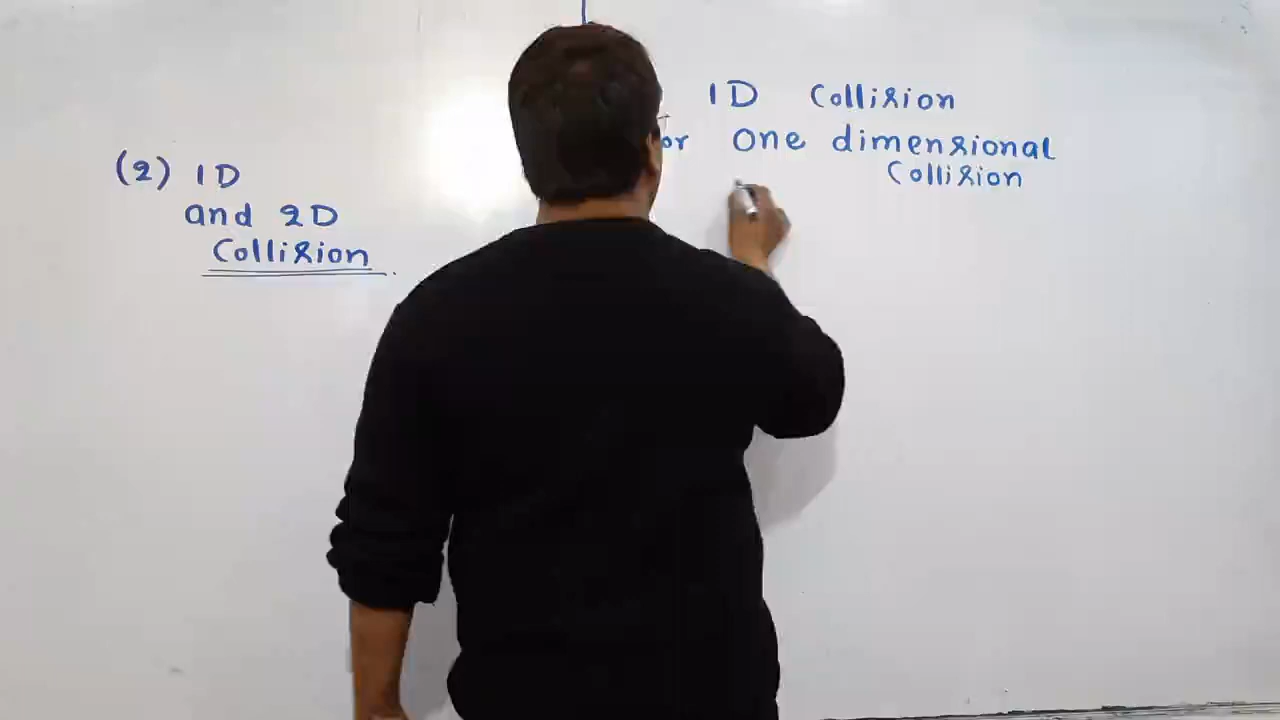 (2) 1D
and 2D
Collision
1D Collision
or One dimensional
Collision